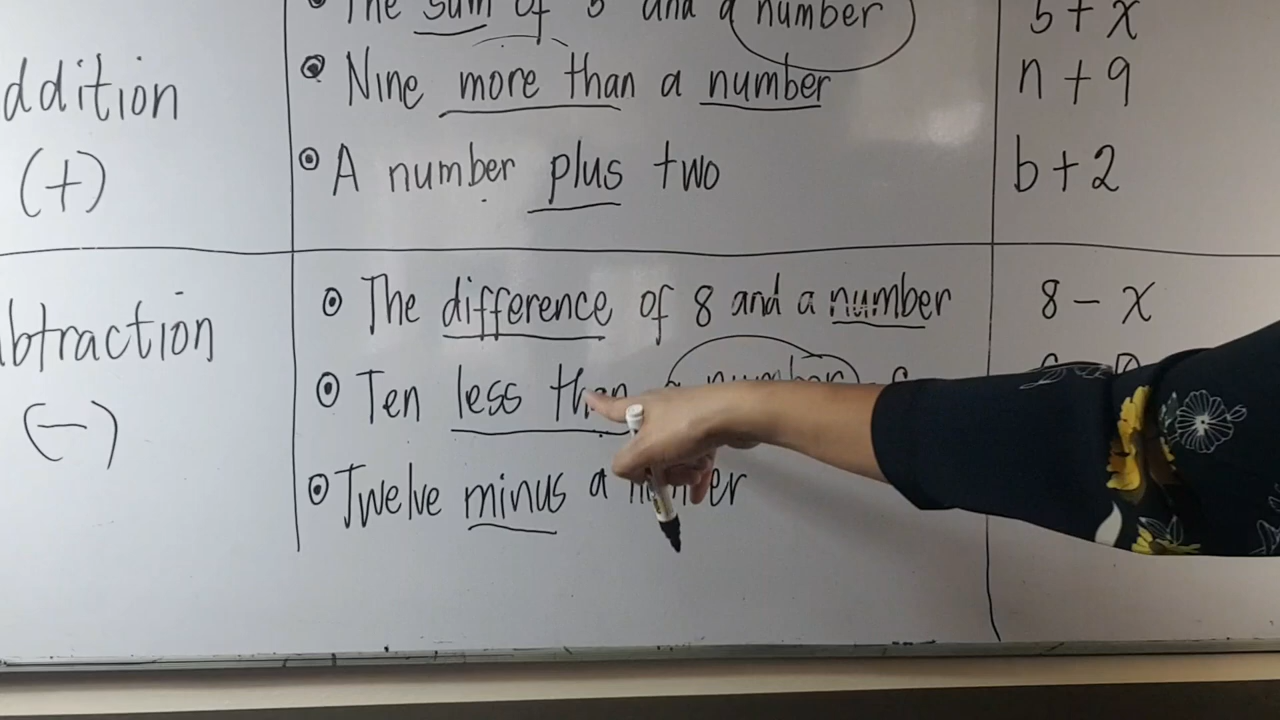 The sum of 5 and a number
5 + x
ddition
Nine more than a number
n + 9
(+)
A number plus two
b + 2
btraction
The difference of 8 and a number
8 - x
(-)
Ten less than a number
Twelve minus a number